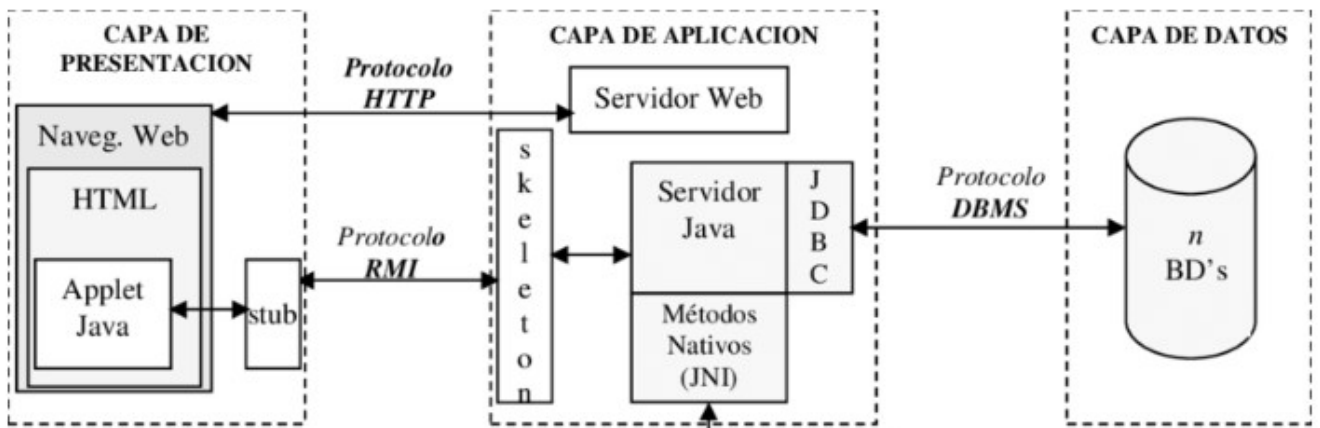 CAPA DE
PRESENTACION
Naveg. Web
HTML
Applet
Java
stub
Protocolo
HTTP
Protocolo
RMI
CAPA DE APLICACION
Servidor Web
s
k
e
l
e
t
o
n
Servidor
Java
J
D
B
C
Métodos
Nativos
(JNI)
Protocolo
DBMS
CAPA DE DATOS
n
BD's